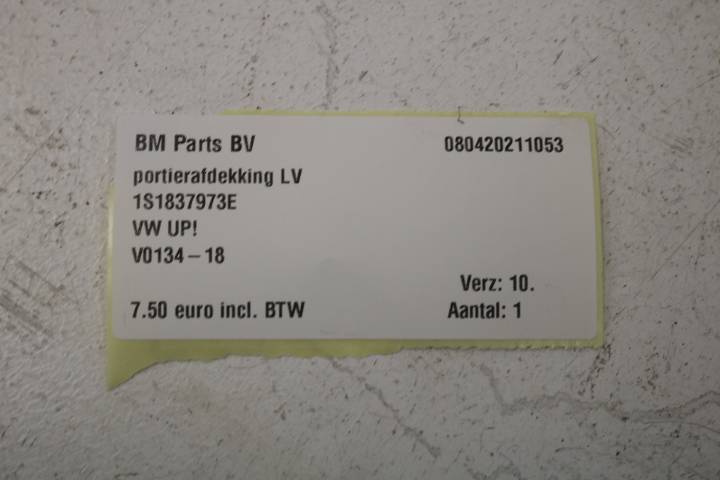 BM Parts BV 080420211053
portierafdekking LV
1S1837973E
VW UP!
V0134-18
Verz: 10.
7.50 euro incl. BTW Aantal: 1